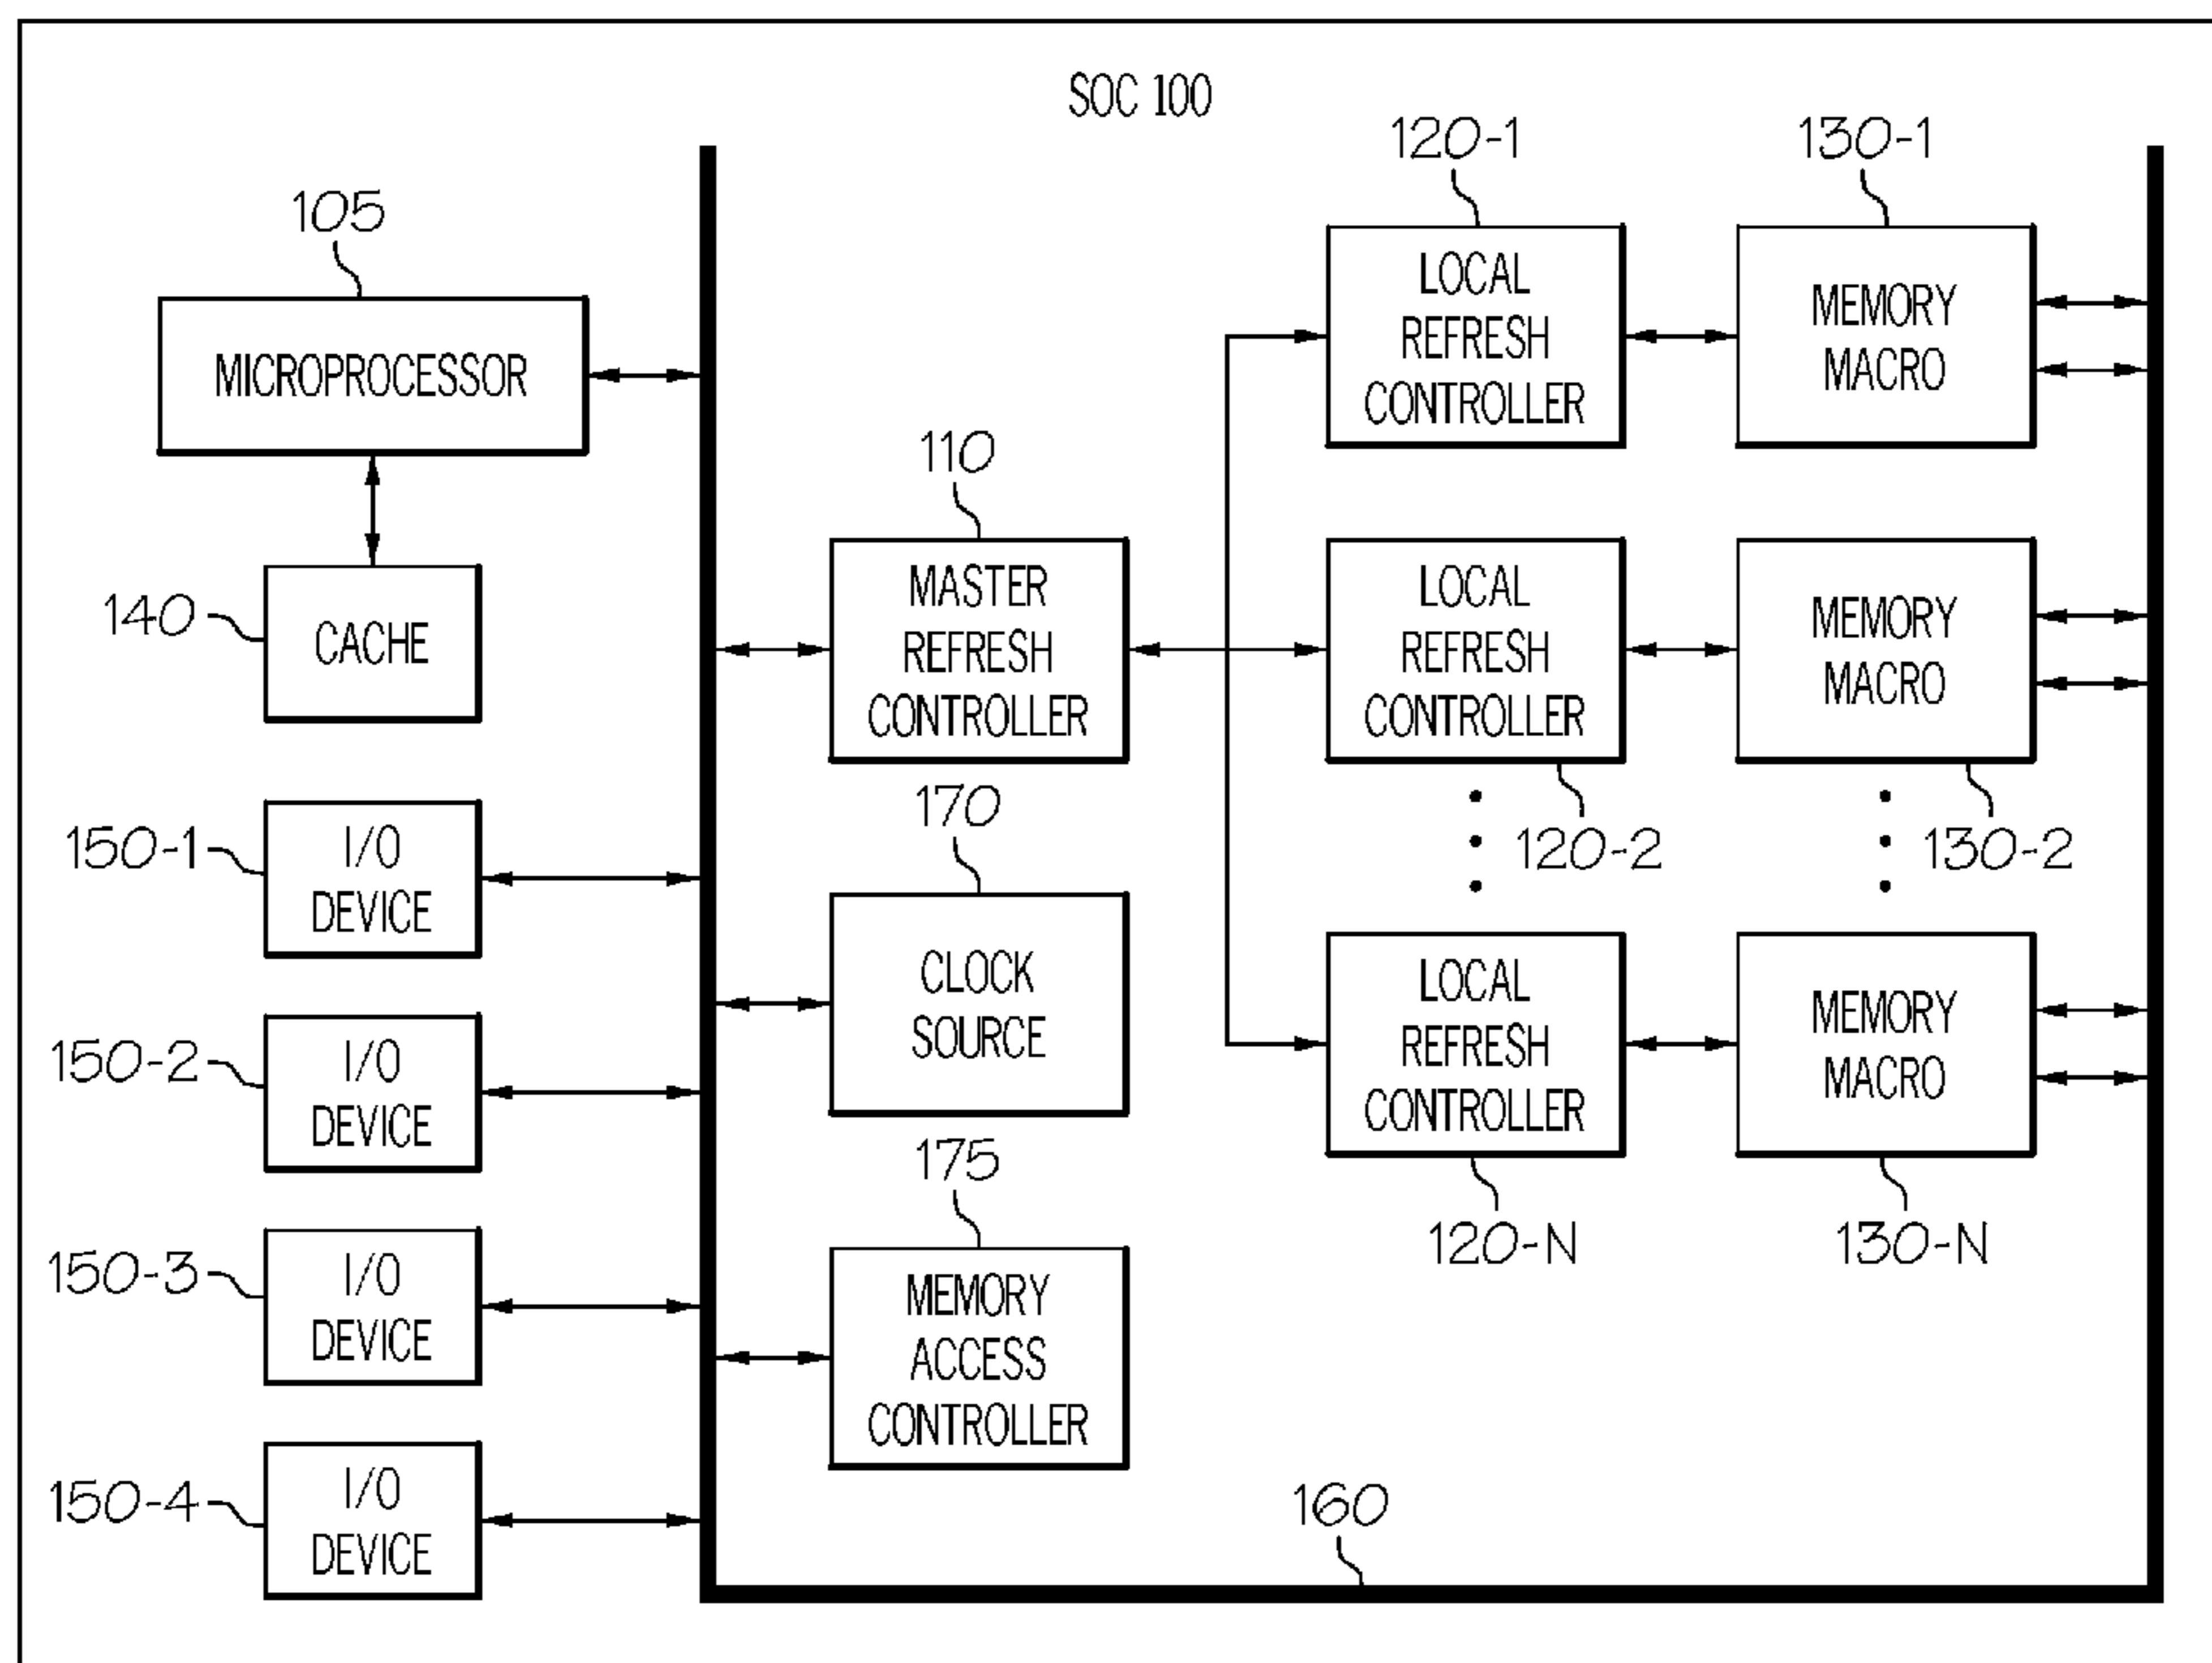 SOC 100
105
MICROPROCESSOR
140
CACHE
150-1
I/O
DEVICE
150-2
I/O
DEVICE
150-3
I/O
DEVICE
150-4
I/O
DEVICE
110
MASTER
REFRESH
CONTROLLER
170
CLOCK
SOURCE
175
MEMORY
ACCESS
CONTROLLER
120-1
LOCAL
REFRESH
CONTROLLER
130-1
MEMORY
MACRO
LOCAL
REFRESH
CONTROLLER
120-2
MEMORY
MACRO
130-2
LOCAL
REFRESH
CONTROLLER
120-N
MEMORY
MACRO
130-N
160